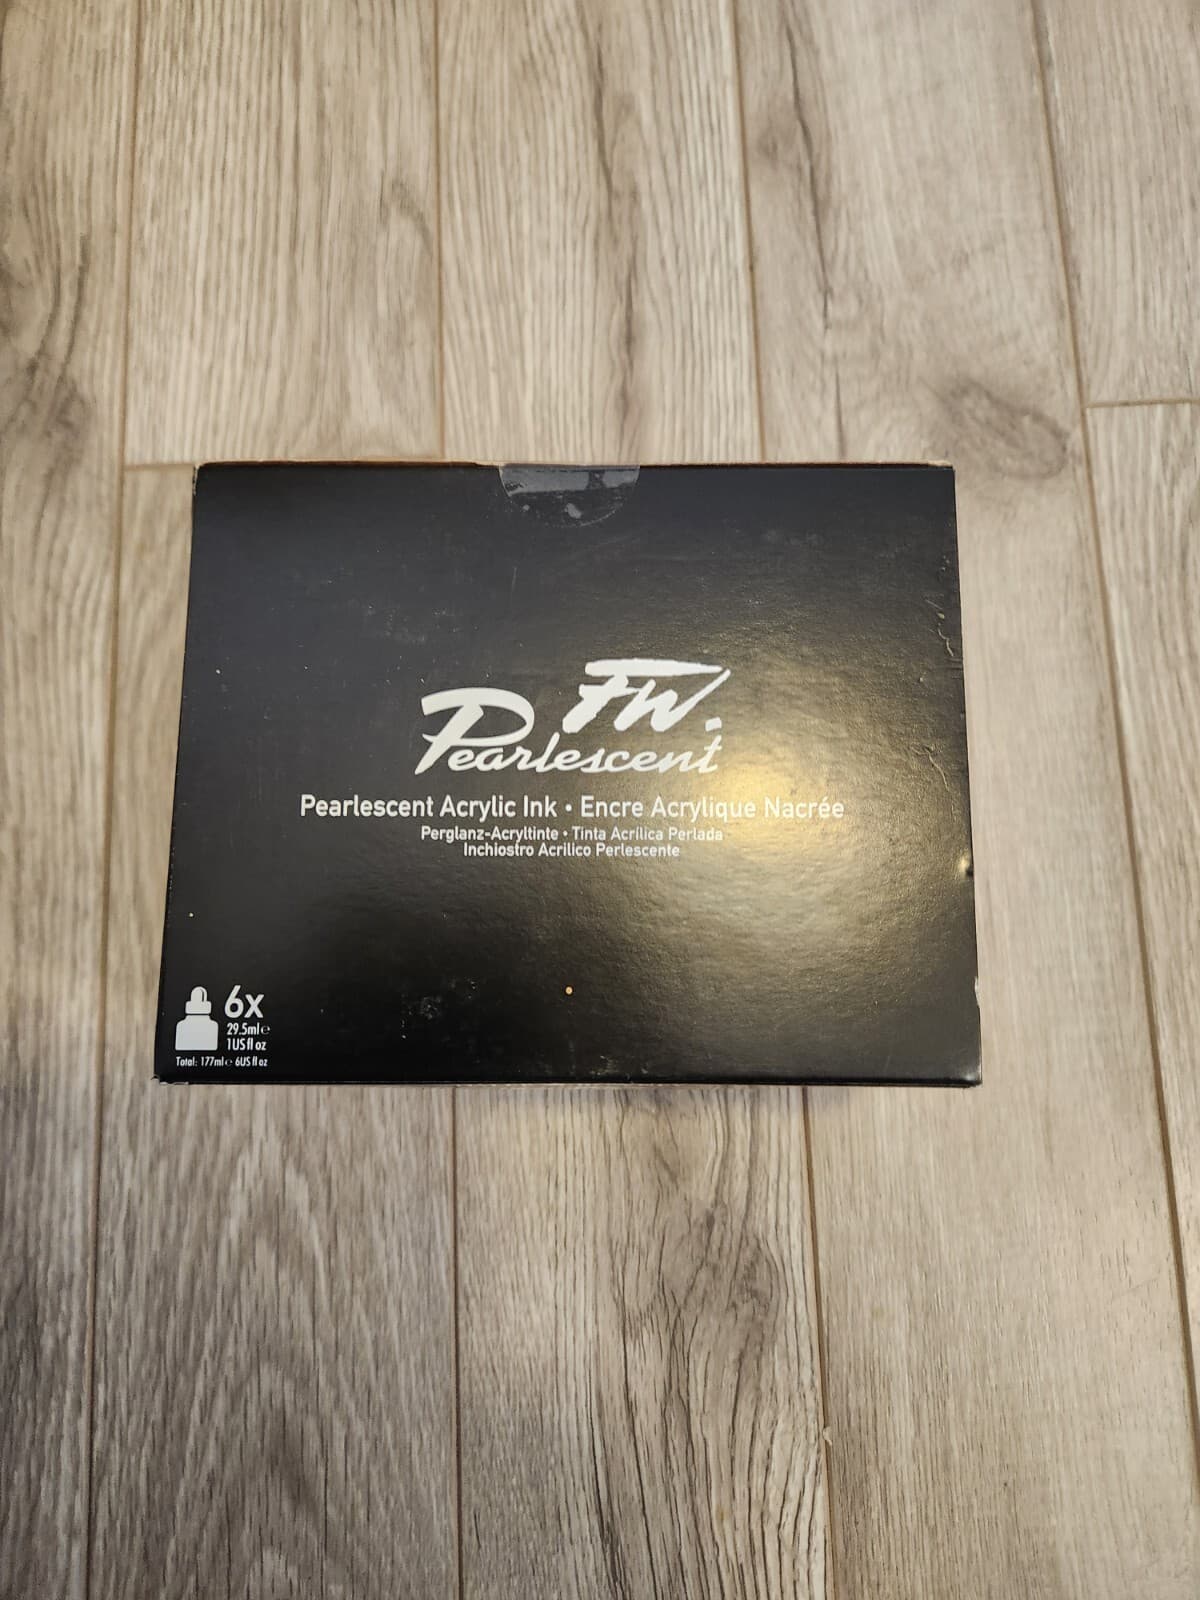 FW.
Pearlescent
Pearlescent Acrylic Ink • Encre Acrylique Nacrée
Perglanz-Acryltinte • Tinta Acrílica Perlada
Inchiostro Acrilico Perlescente
6x
29.5ml℮
1US fl oz
Total: 177ml℮ 6US fl oz